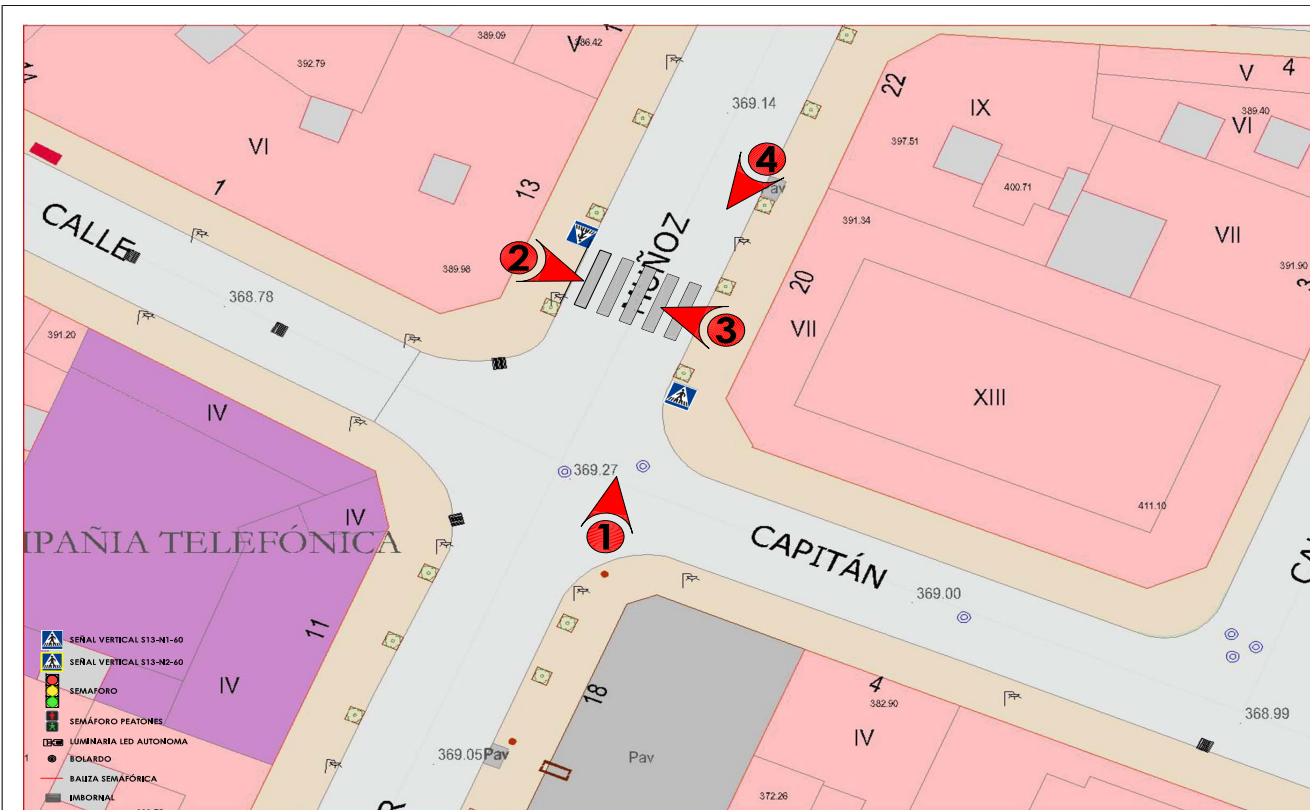 389.09
V
386.42
392.79
VI
1
13
CALLE
389.98
368.78
391.20
IV
369.14
MUÑOZ
22
IX
397.51
400.71
V
4
389.40
VI
Pav
391.34
VII
391.90
3
20
VII
XIII
411.10
2
4
3
1
369.27
IPAÑIA TELEFÓNICA
IV
IV
11
CAPITÁN
369.00
368.99
CA
SEÑAL VERTICAL S13-N1-60
SEÑAL VERTICAL S13-N2-60
SEMAFORO
SEMÁFORO PEATONES
LUMINARIA LED AUTONOMA
BOLARDO
BALIZA SEMAFÓRICA
IMBORNAL
369.05 Pav
18
Pav
4
382.90
IV
372.26
R